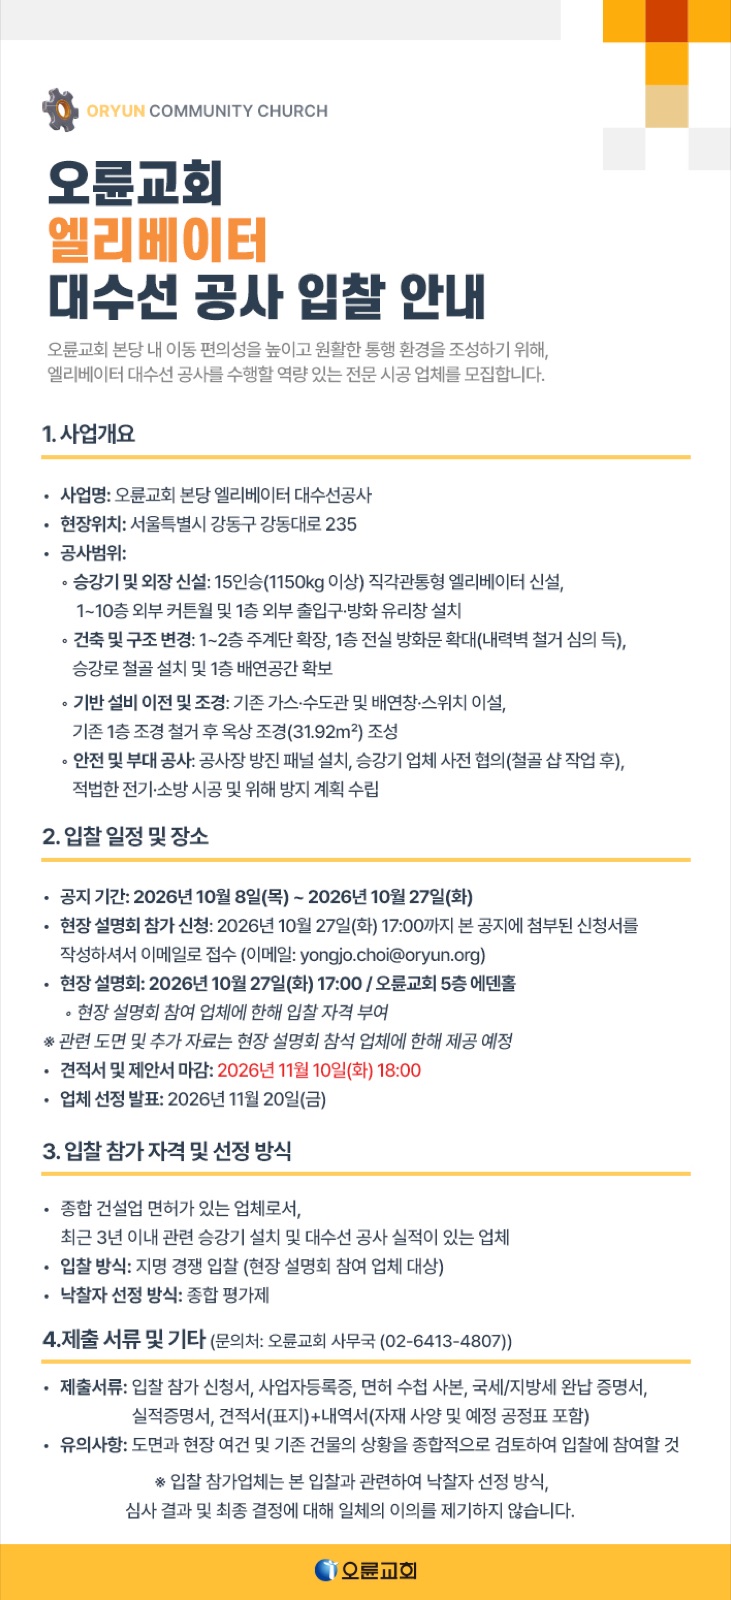 ORYUN COMMUNITY CHURCH
오륜교회
엘리베이터
대수선 공사 입찰 안내
오륜교회 본당 내 이동 편의성을 높이고 원활한 통행 환경을 조성하기 위해,
엘리베이터 대수선 공사를 수행할 역량 있는 전문 시공 업체를 모집합니다.
1. 사업개요
• 사업명: 오륜교회 본당 엘리베이터 대수선공사
• 현장위치: 서울특별시 강동구 강동대로 235
• 공사범위:
◦ 승강기 및 외장 신설: 15인승(1150kg 이상) 직각관통형 엘리베이터 신설,
1~10층 외부 커튼월 및 1층 외부 출입구·방화 유리창 설치
◦ 건축 및 구조 변경: 1~2층 주계단 확장, 1층 전실 방화문 확대(내력벽 철거 심의 득),
승강로 철골 설치 및 1층 배연공간 확보
◦ 기반 설비 이전 및 조경: 기존 가스·수도관 및 배연창·스위치 이설,
기존 1층 조경 철거 후 옥상 조경(31.92m²) 조성
◦ 안전 및 부대 공사: 공사장 방진 패널 설치, 승강기 업체 사전 협의(철골 샵 작업 후),
적법한 전기·소방 시공 및 위해 방지 계획 수립
2. 입찰 일정 및 장소
• 공지 기간: 2026년 10월 8일(목) ~ 2026년 10월 27일(화)
• 현장 설명회 참가 신청: 2026년 10월 27일(화) 17:00까지 본 공지에 첨부된 신청서를
작성하셔서 이메일로 접수 (이메일: yongjo.choi@oryun.org)
• 현장 설명회: 2026년 10월 27일(화) 17:00 / 오륜교회 5층 에덴홀
◦ 현장 설명회 참여 업체에 한해 입찰 자격 부여
※ 관련 도면 및 추가 자료는 현장 설명회 참석 업체에 한해 제공 예정
• 견적서 및 제안서 마감: 2026년 11월 10일(화) 18:00
• 업체 선정 발표: 2026년 11월 20일(금)
3. 입찰 참가 자격 및 선정 방식
• 종합 건설업 면허가 있는 업체로서,
최근 3년 이내 관련 승강기 설치 및 대수선 공사 실적이 있는 업체
• 입찰 방식: 지명 경쟁 입찰 (현장 설명회 참여 업체 대상)
• 낙찰자 선정 방식: 종합 평가제
4.제출 서류 및 기타 (문의처: 오륜교회 사무국 (02-6413-4807))
• 제출서류: 입찰 참가 신청서, 사업자등록증, 면허 수첩 사본, 국세/지방세 완납 증명서,
실적증명서, 견적서(표지)+내역서(자재 사양 및 예정 공정표 포함)
• 유의사항: 도면과 현장 여건 및 기존 건물의 상황을 종합적으로 검토하여 입찰에 참여할 것
※ 입찰 참가업체는 본 입찰과 관련하여 낙찰자 선정 방식,
심사 결과 및 최종 결정에 대해 일체의 이의를 제기하지 않습니다.
오륜교회